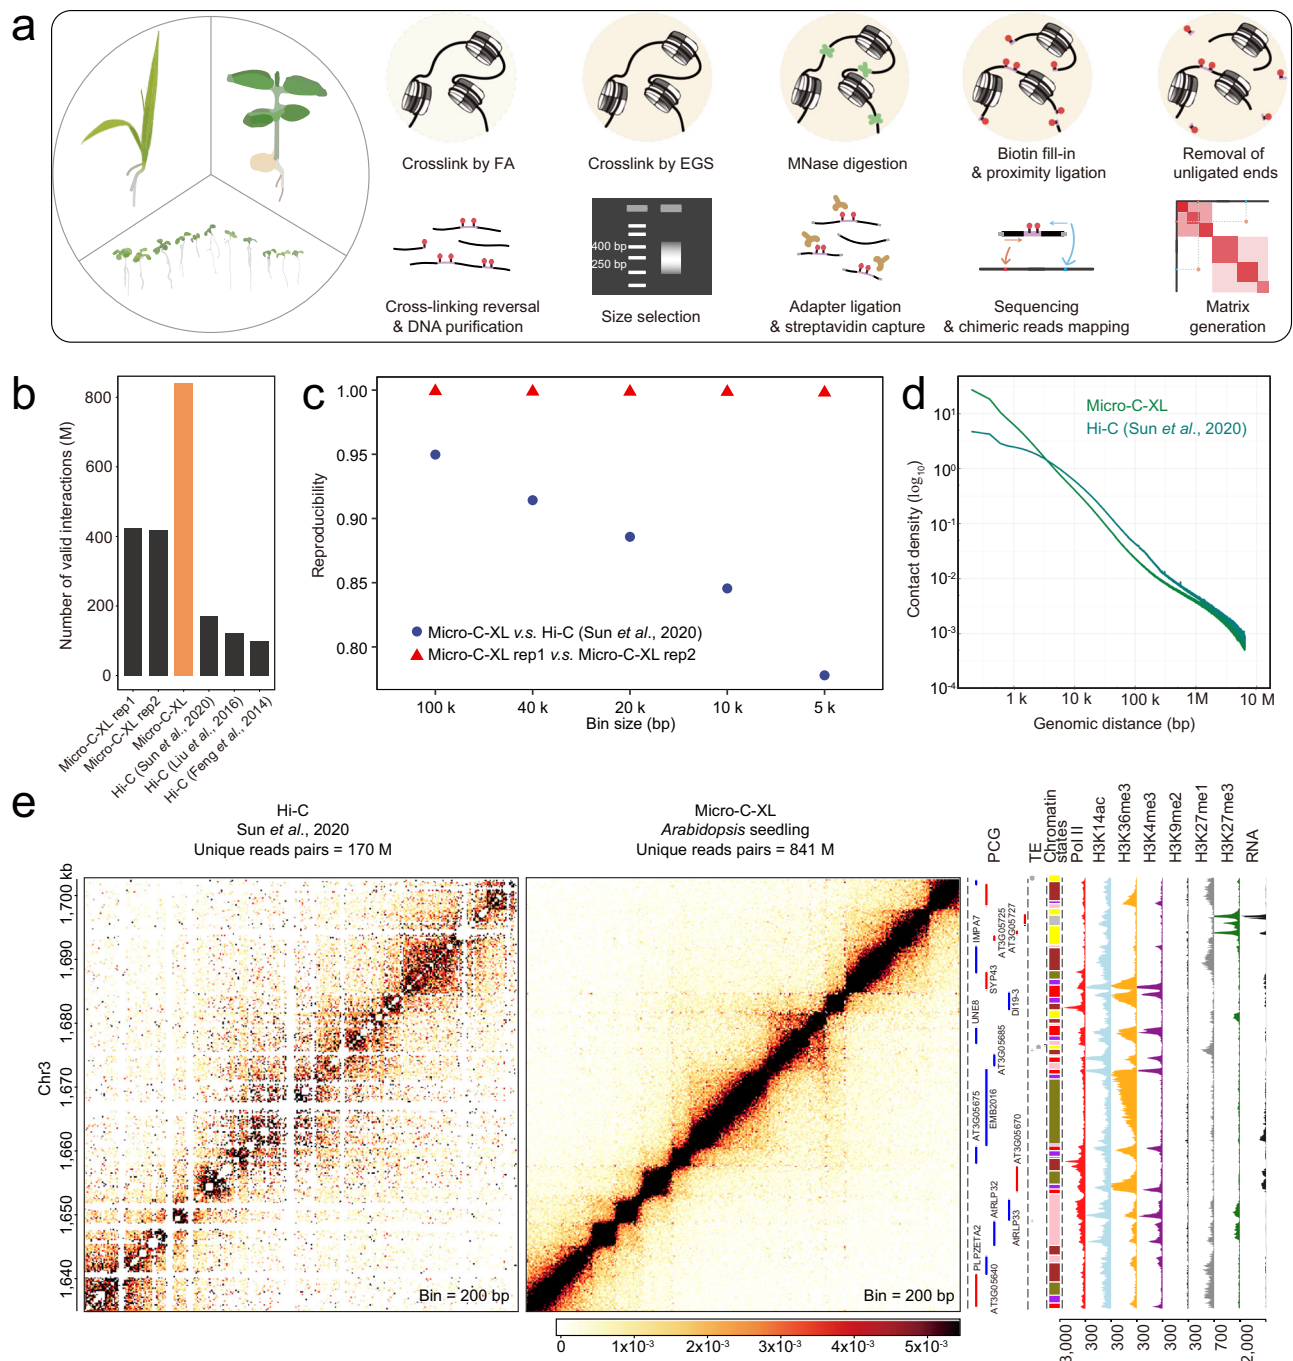 a
Crosslink by FA
Crosslink by EGS
MNase digestion
Biotin fill-in
& proximity ligation
Removal of
unligated ends
400 bp
250 bp
Cross-linking reversal
& DNA purification
Size selection
Adapter ligation
& streptavidin capture
Sequencing
& chimeric reads mapping
Matrix
generation
b
Number of valid interactions (M)
800
600
400
200
0
Micro-C-XL rep1
Micro-C-XL rep2
Micro-C-XL
Hi-C (Sun et al., 2020)
Hi-C (Liu et al., 2016)
Hi-C (Feng et al., 2014)
c
Reproducibility
1.00
0.95
0.90
0.85
0.80
Micro-C-XL v.s. Hi-C (Sun et al., 2020)
Micro-C-XL rep1 v.s. Micro-C-XL rep2
100 k
40 k
20 k
10 k
5 k
Bin size (bp)
d
Contact density (log10)
10¹
10⁰
10⁻¹
10⁻²
10⁻³
10⁻⁴
Micro-C-XL
Hi-C (Sun et al., 2020)
1 k
10 k
100 k
1M
10 M
Genomic distance (bp)
e
Hi-C
Sun et al., 2020
Unique reads pairs = 170 M
Micro-C-XL
Arabidopsis seedling
Unique reads pairs = 841 M
Chr3
1,700 kb
1,690
1,680
1,670
1,660
1,650
1,640
Bin = 200 bp
Bin = 200 bp
0
1x10⁻³
2x10⁻³
3x10⁻³
4x10⁻³
5x10⁻³
PCG
TE
Chromatin
states
Pol II
H3K14ac
H3K36me3
H3K4me3
H3K9me2
H3K27me1
H3K27me3
RNA
IMPA7
AT3G05725
AT3G05727
SYP43
UNE8
DI19-3
AT3G05685
AT3G05675
EMB2016
AT3G05670
AtRLP32
AtRLP33
PLPZETA2
AT3G05640
3,000
300
300
300
300
300
700
2,000